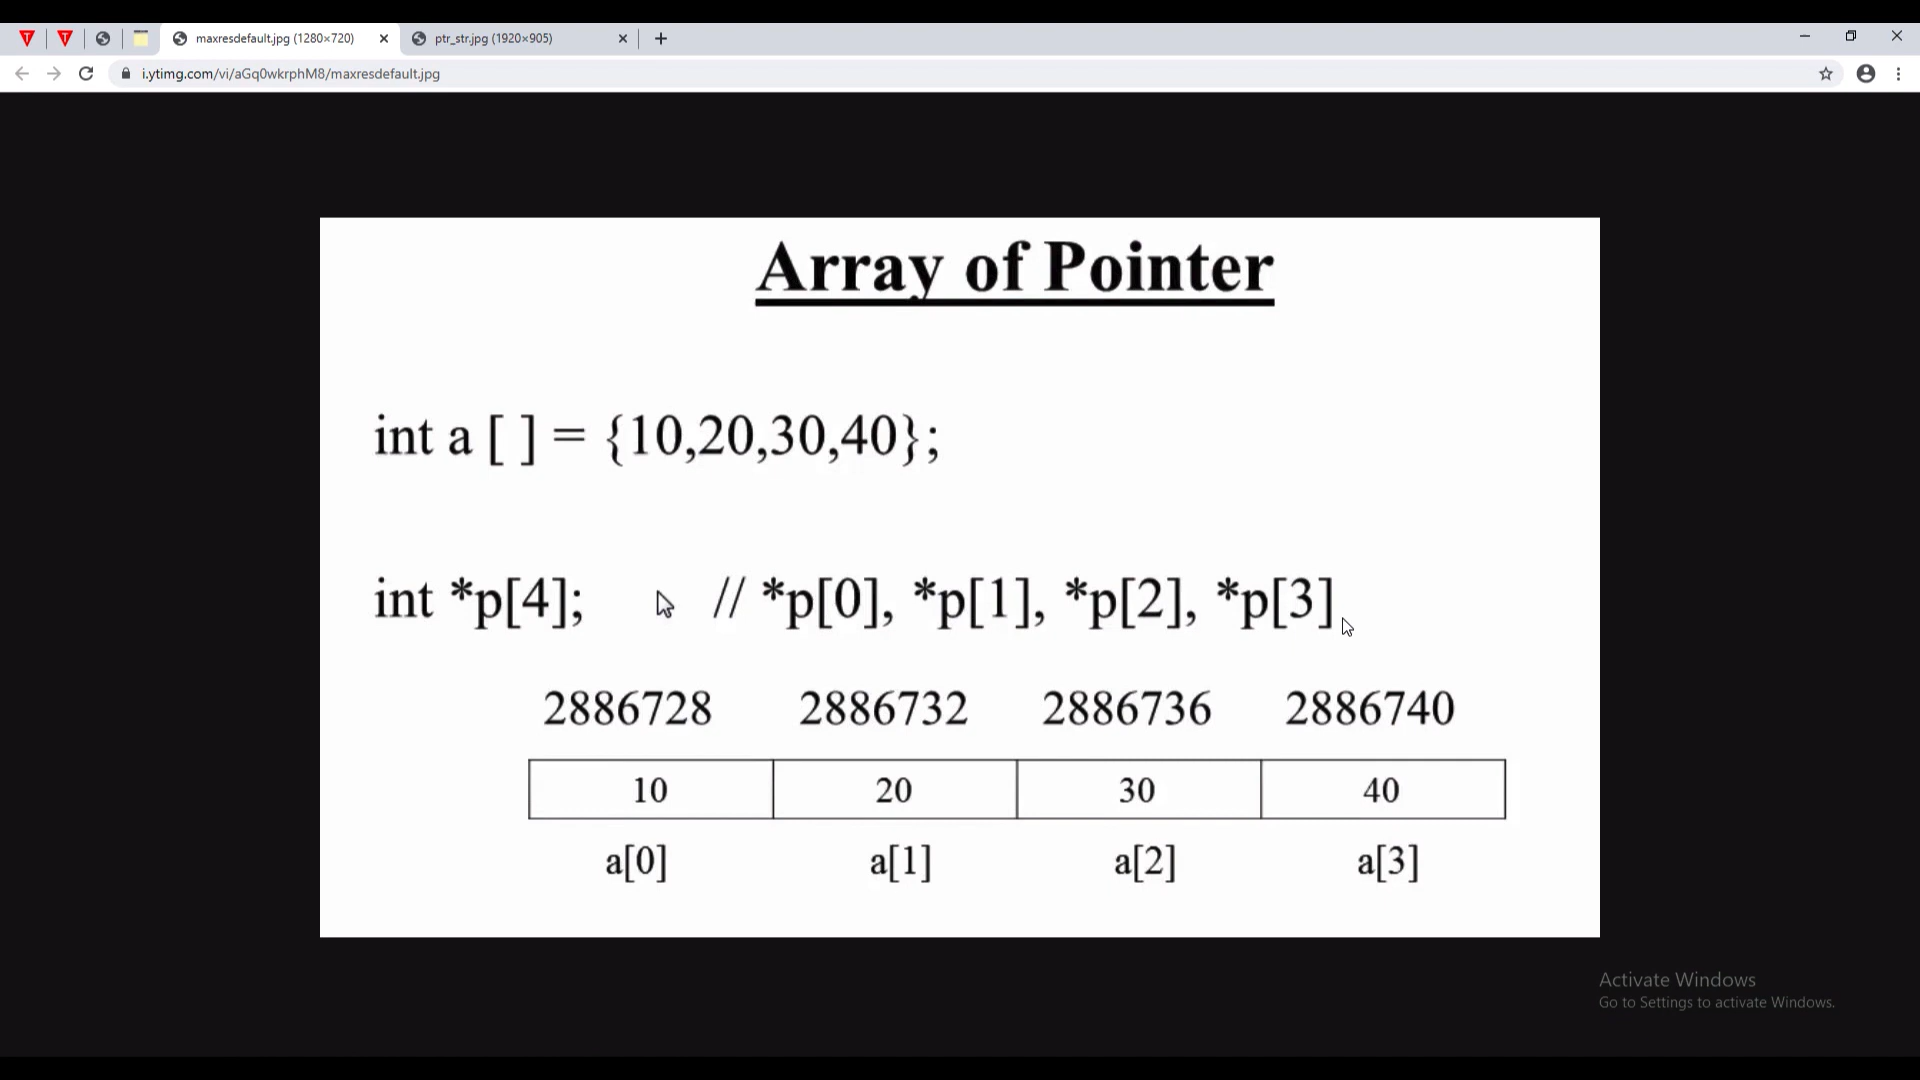 maxresdefault.jpg (1280×720)
ptr_str.jpg (1920×905)
i.ytimg.com/vi/aGq0wkrphM8/maxresdefault.jpg
Array of Pointer
int a [ ] = {10,20,30,40};
int *p[4]; // *p[0], *p[1], *p[2], *p[3]
2886728 2886732 2886736 2886740
10 20 30 40
a[0] a[1] a[2] a[3]
Activate Windows
Go to Settings to activate Windows.